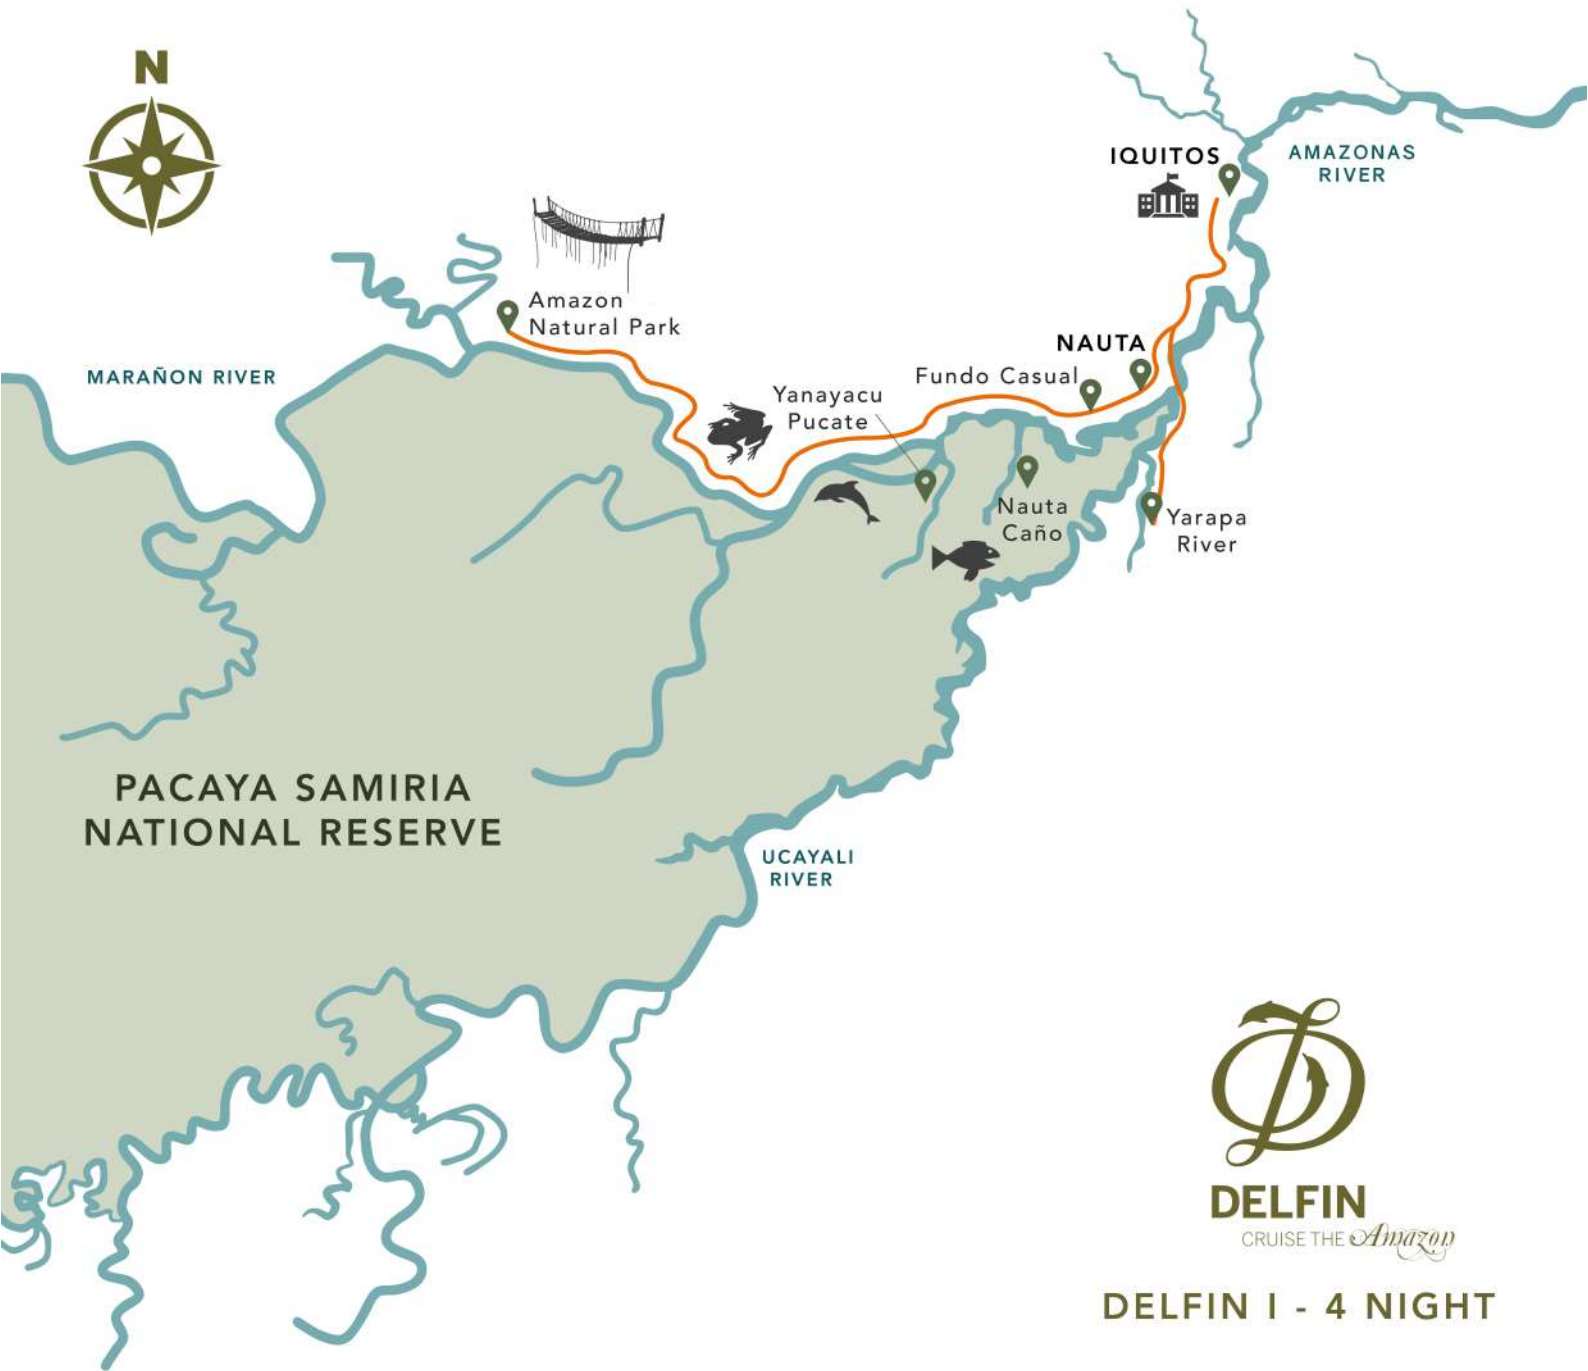 N
IQUITOS
AMAZONAS
RIVER
Amazon
Natural Park
NAUTA
MARAÑON RIVER
Fundo Casual
Yanayacu
Pucate
Nauta
Caño
Yarapa
River
PACAYA SAMIRIA
NATIONAL RESERVE
UCAYALI
RIVER
DELFIN
CRUISE THE Amazon
DELFIN I - 4 NIGHT